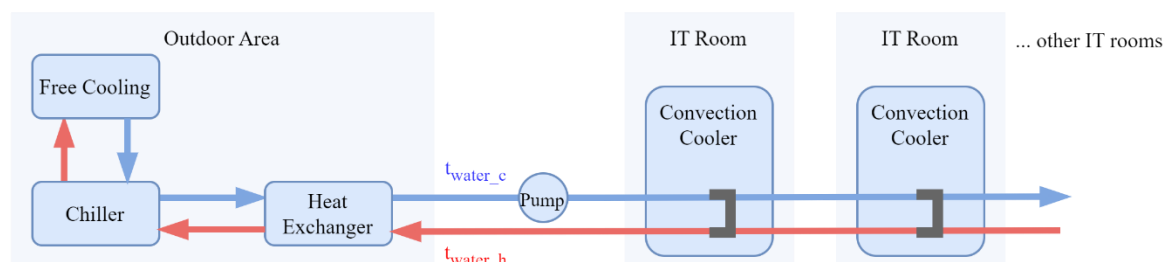 Outdoor Area
IT Room
IT Room
... other IT rooms
Free Cooling
Convection
Cooler
Convection
Cooler
t_water_c
Pump
Chiller
Heat
Exchanger
t_water_h